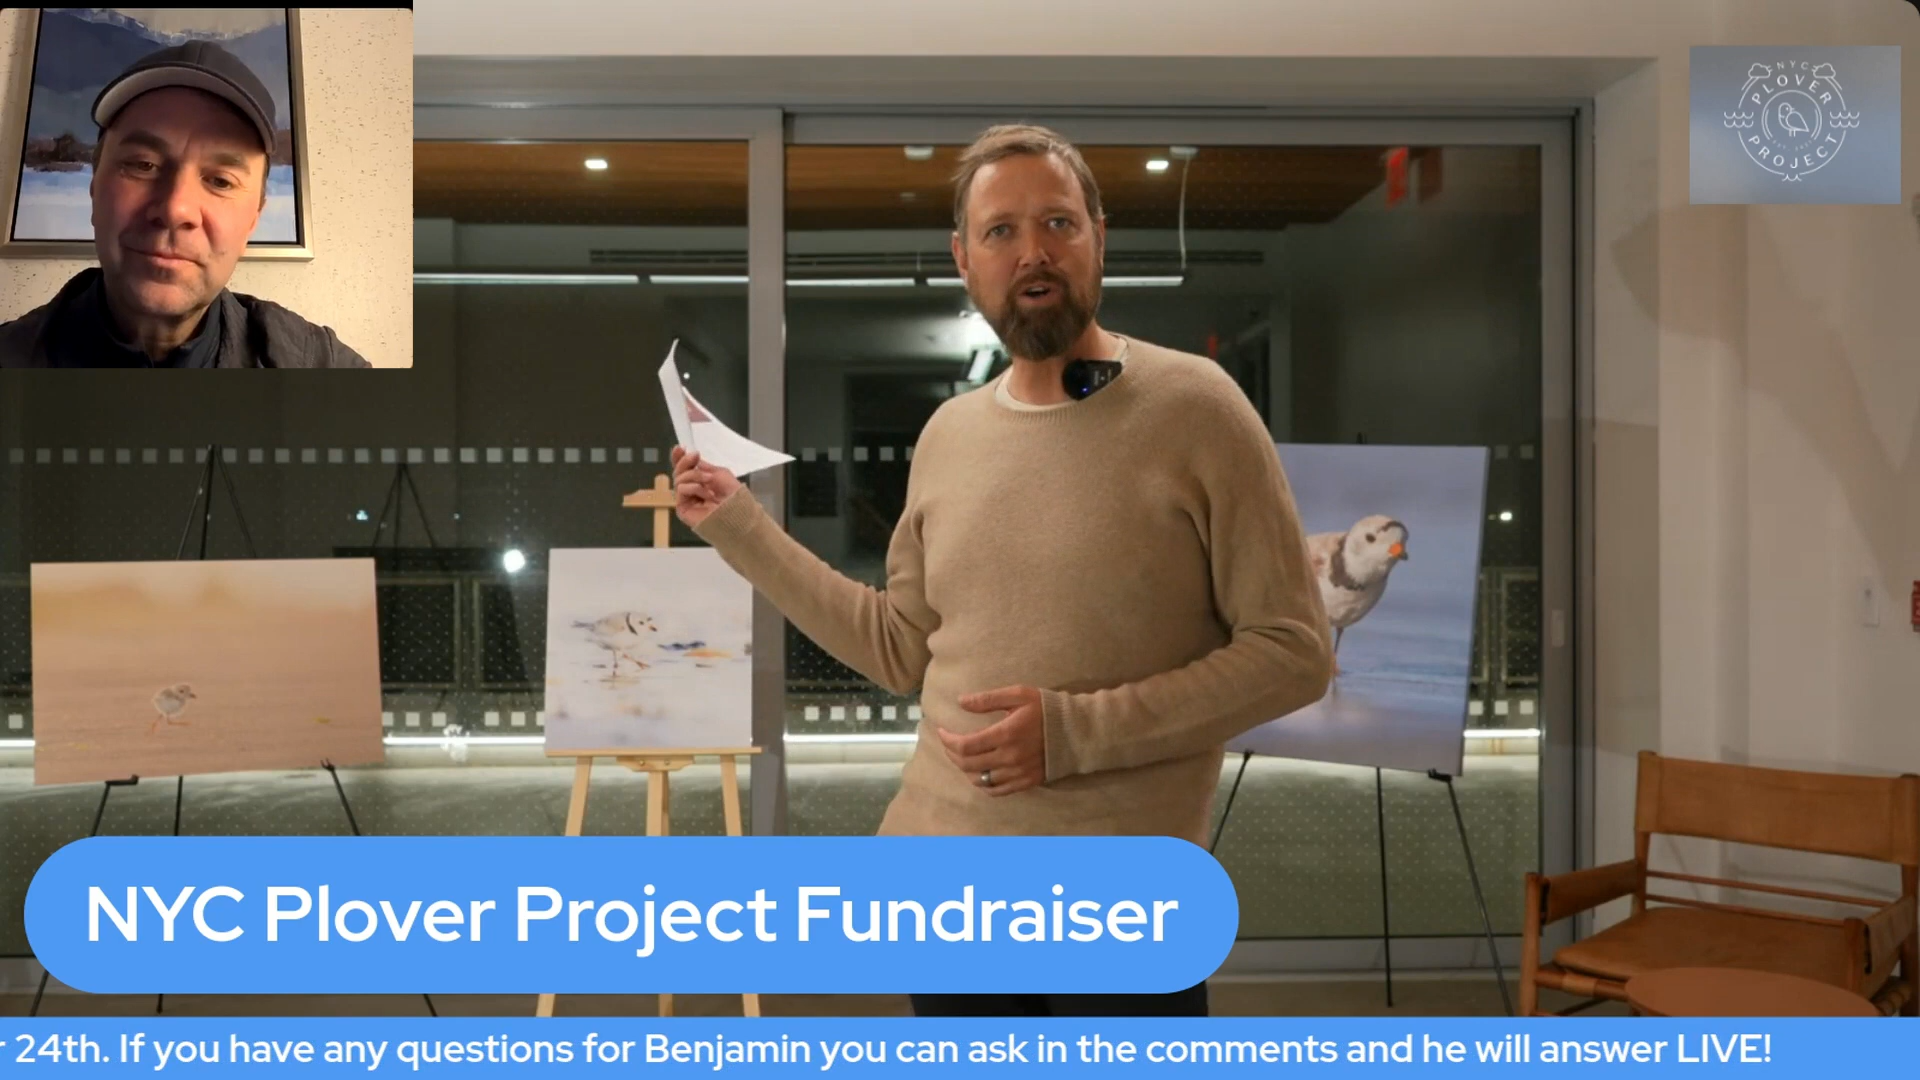 NYC
PLOVER
PROJECT
NYC Plover Project Fundraiser
24th. If you have any questions for Benjamin you can ask in the comments and he will answer LIVE!